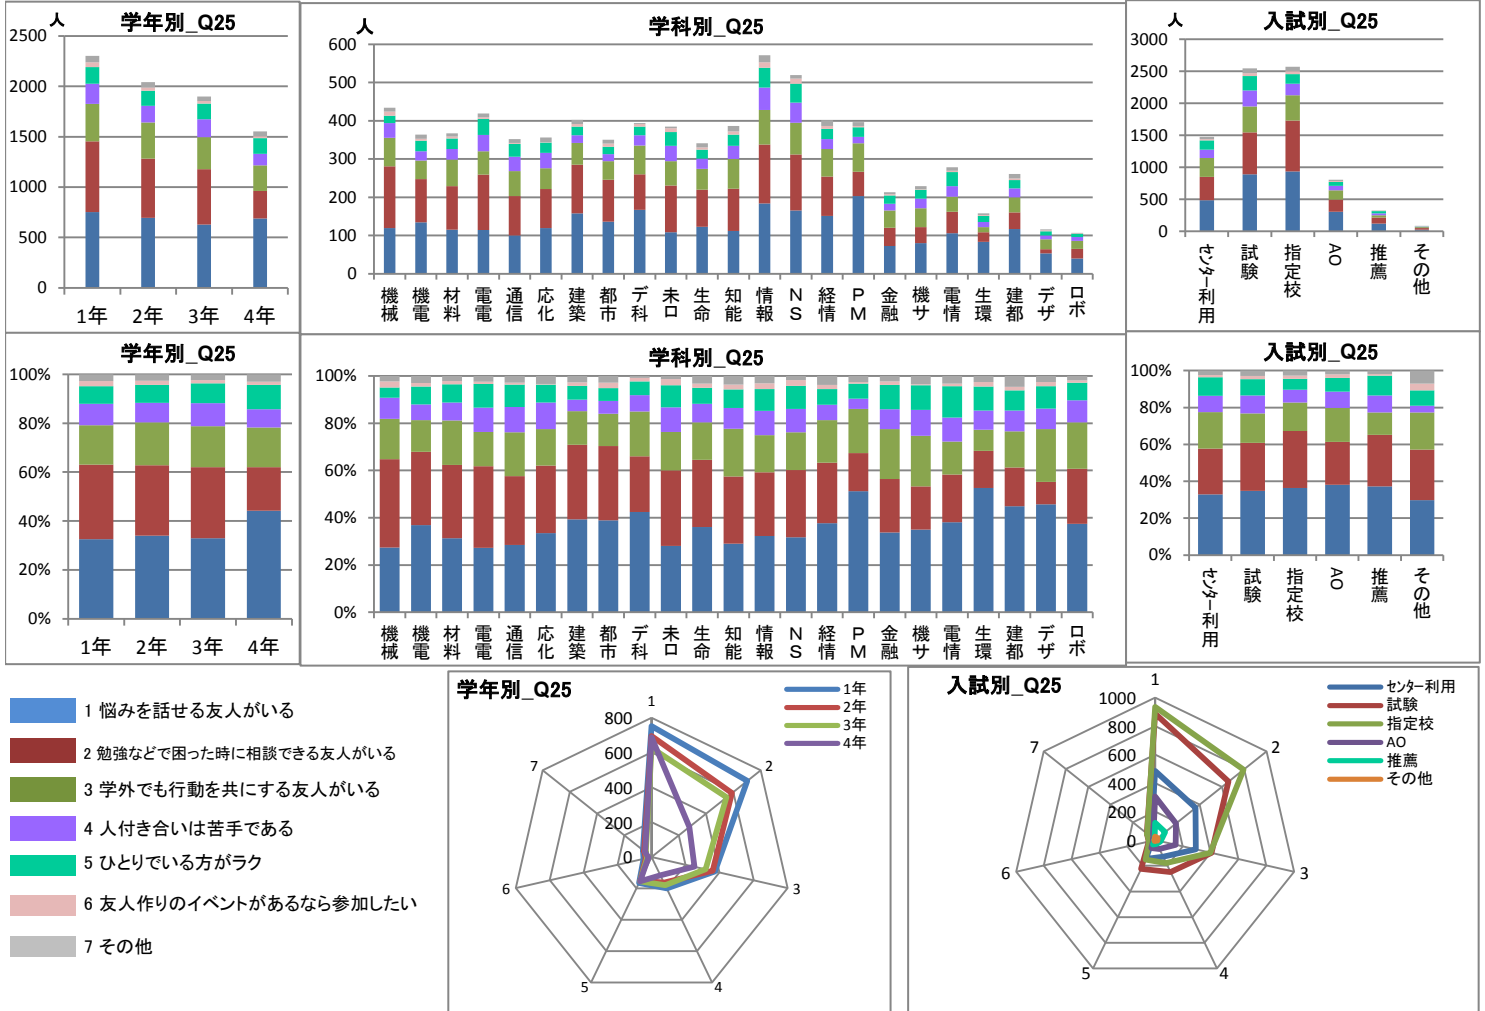 人
学年別_Q25
2500
2000
1500
1000
500
0
1年 2年 3年 4年
人
学科別_Q25
600
500
400
300
200
100
0
機械 機電 材料 電電 通信 応化 建築 都市 デ科 未ロ 生命 知能 情報 NS 経情 PM 金融 機サ 電情 生環 建都 デザ ロボ
人
入試別_Q25
3000
2500
2000
1500
1000
500
0
センター利用 試験 指定校 AO 推薦 その他
学年別_Q25
100%
80%
60%
40%
20%
0%
1年 2年 3年 4年
学科別_Q25
100%
80%
60%
40%
20%
0%
機械 機電 材料 電電 通信 応化 建築 都市 デ科 未ロ 生命 知能 情報 NS 経情 PM 金融 機サ 電情 生環 建都 デザ ロボ
入試別_Q25
100%
80%
60%
40%
20%
0%
センター利用 試験 指定校 AO 推薦 その他
1 悩みを話せる友人がいる
2 勉強などで困った時に相談できる友人がいる
3 学外でも行動を共にする友人がいる
4 人付き合いは苦手である
5 ひとりでいる方がラク
6 友人作りのイベントがあるなら参加したい
7 その他
学年別_Q25
1
2
3
4
5
6
7
800
600
400
200
0
1年
2年
3年
4年
入試別_Q25
1
2
3
4
5
6
7
1000
800
600
400
200
0
センター利用
試験
指定校
AO
推薦
その他